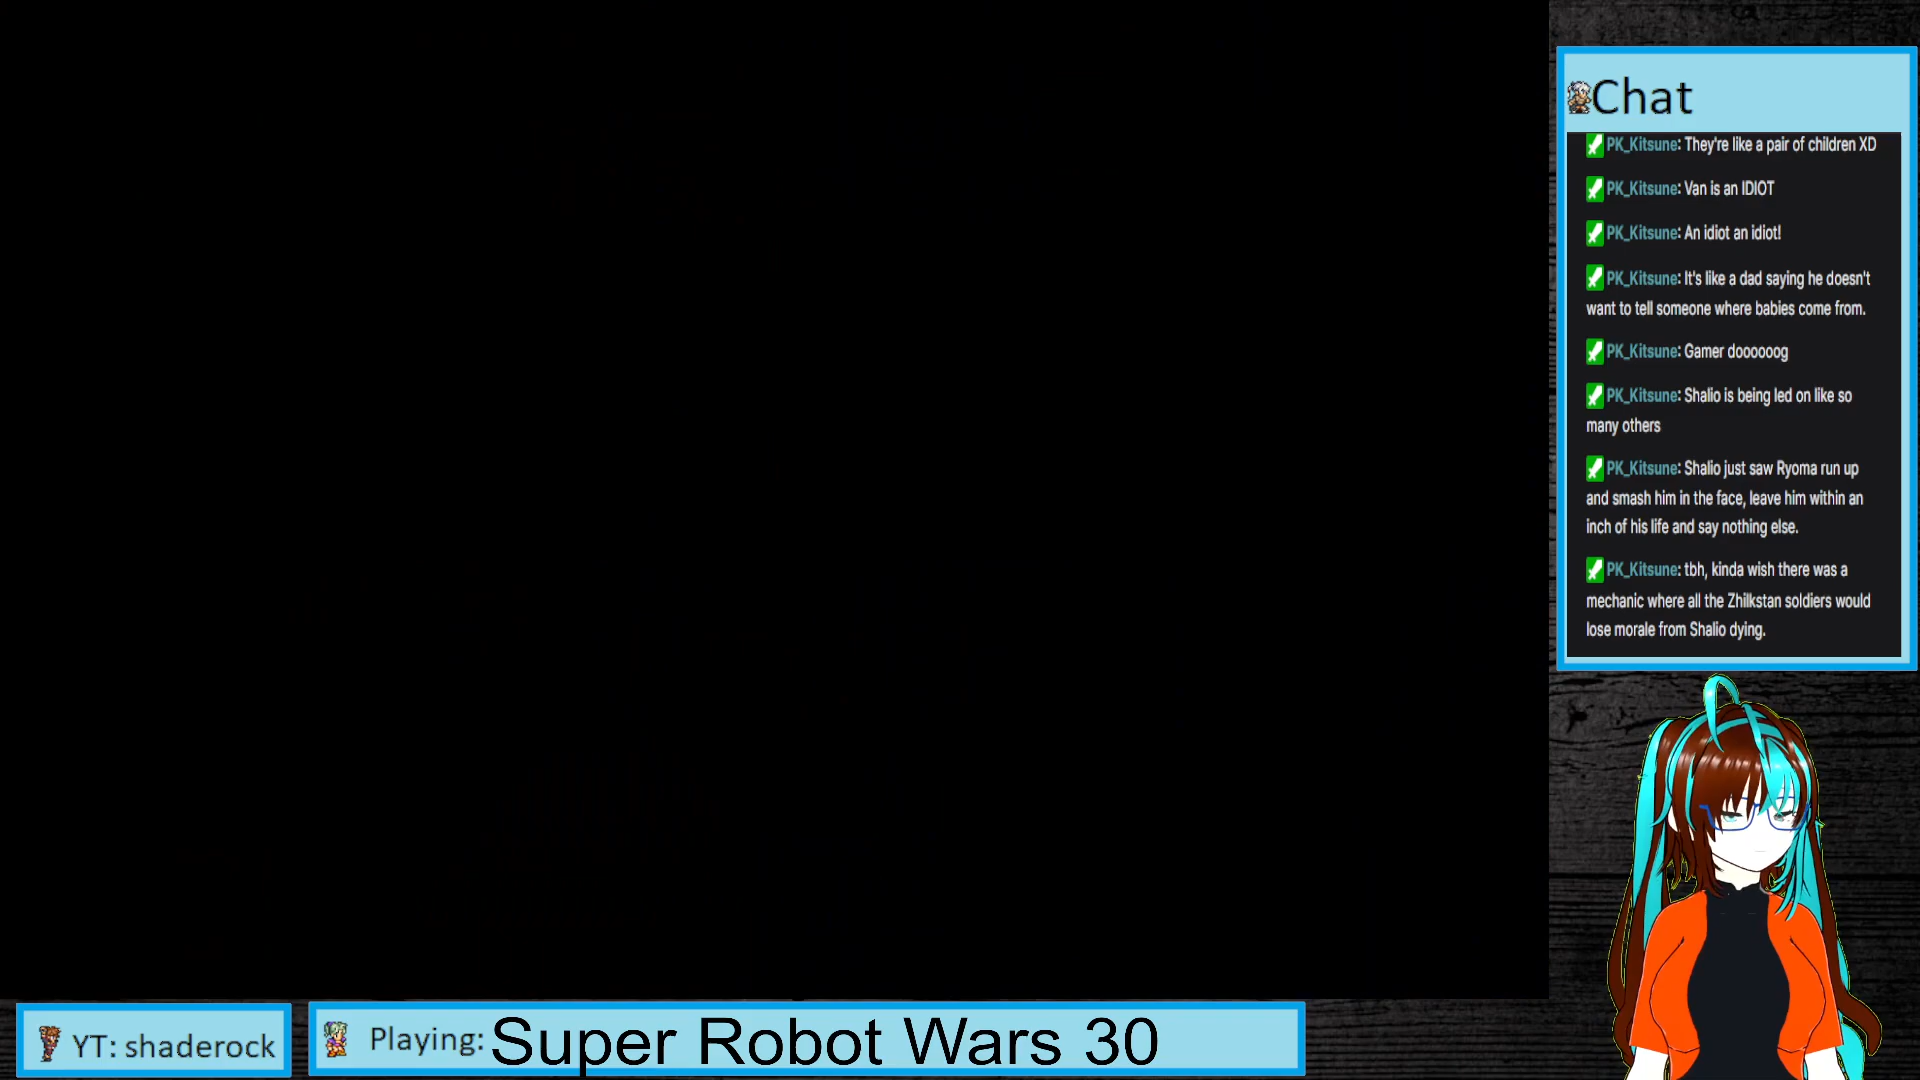 Chat
PK_Kitsune: They're like a pair of children XD
PK_Kitsune: Van is an IDIOT
PK_Kitsune: An idiot an idiot!
PK_Kitsune: It's like a dad saying he doesn't
want to tell someone where babies come from.
PK_Kitsune: Gamer doooooog
PK_Kitsune: Shalio is being led on like so
many others
PK_Kitsune: Shalio just saw Ryoma run up
and smash him in the face, leave him within an
inch of his life and say nothing else.
PK_Kitsune: tbh, kinda wish there was a
mechanic where all the Zhilkstan soldiers would
lose morale from Shalio dying.
YT: shaderock
Playing: Super Robot Wars 30